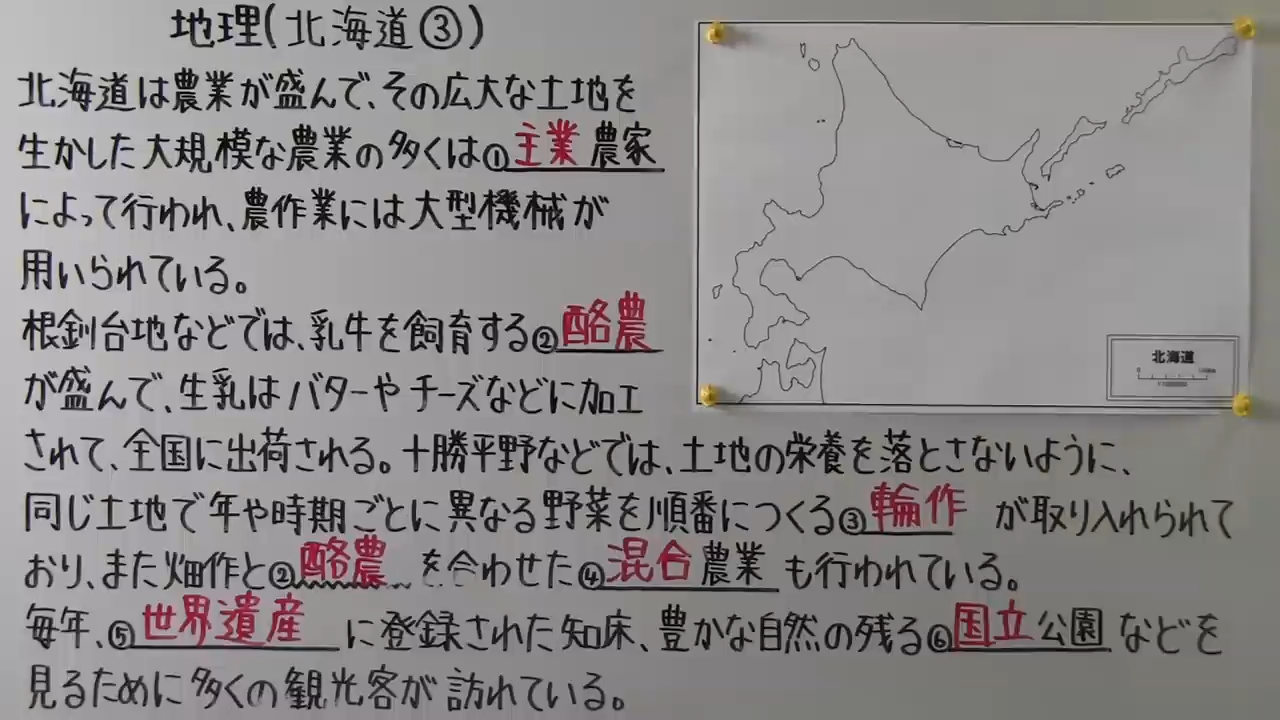 地理(北海道③)
北海道は農業が盛んで、その広大な土地を
生かした大規模な農業の多くは①主業農家
によって行われ、農作業には大型機械が
用いられている。
根釧台地などでは、乳牛を飼育する②酪農
が盛んで、生乳はバターやチーズなどに加工
されて、全国に出荷される。十勝平野などでは、土地の栄養を落とさないように、
同じ土地で年や時期ごとに異なる野菜を順番につくる③輪作 が取り入れられて
おり、また畑作と②酪農 を合わせた④混合農業 も行われている。
毎年、⑤世界遺産 に登録された知床、豊かな自然の残る⑥国立公園 などを
見るために多くの観光客が訪れている。
北海道
0